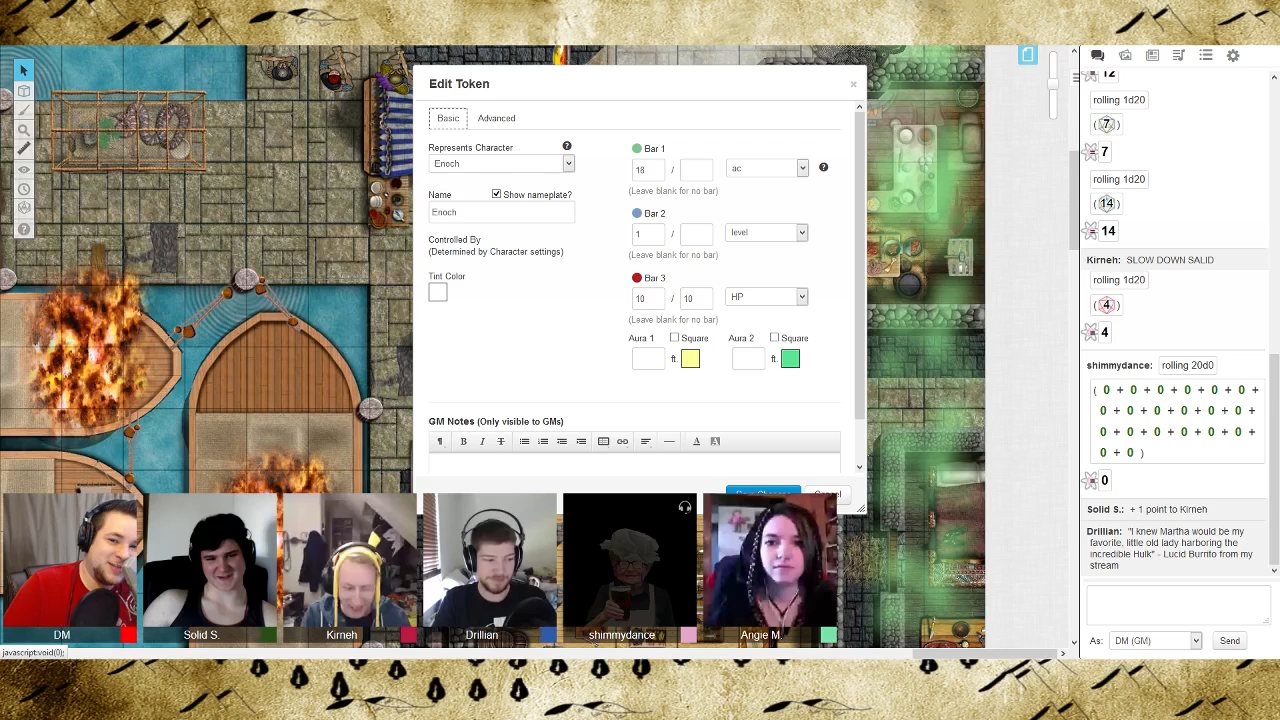 Edit Token
×
Basic
Advanced
Represents Character
Enoch
Name
Show nameplate?
Enoch
Controlled By
(Determined by Character settings)
Tint Color
Bar 1
18 /
ac
(Leave blank for no bar)
Bar 2
1 /
level
(Leave blank for no bar)
Bar 3
10 / 10
HP
(Leave blank for no bar)
Aura 1 Square
ft.
Aura 2 Square
ft.
GM Notes (Only visible to GMs)
B I T
A A
Cancel
DM
Solid S.
Kirneh
Drillian
shimmydance
Angie M.
javascript:void(0);
= 12
rolling 1d20
(7)
= 7
rolling 1d20
(14)
= 14
Kirneh: SLOW DOWN SALID
rolling 1d20
(4)
= 4
shimmydance: rolling 20d0
( 0 + 0 + 0 + 0 + 0 + 0 +
0 + 0 + 0 + 0 + 0 + 0 +
0 + 0 + 0 + 0 + 0 + 0 +
0 + 0 )
= 0
Solid S.: + 1 point to Kirneh
Drillian: "I knew Martha would be my
favorite, little old lady harboring the
incredible Hulk" - Lucid Burrito from my
stream
As: DM (GM) Send